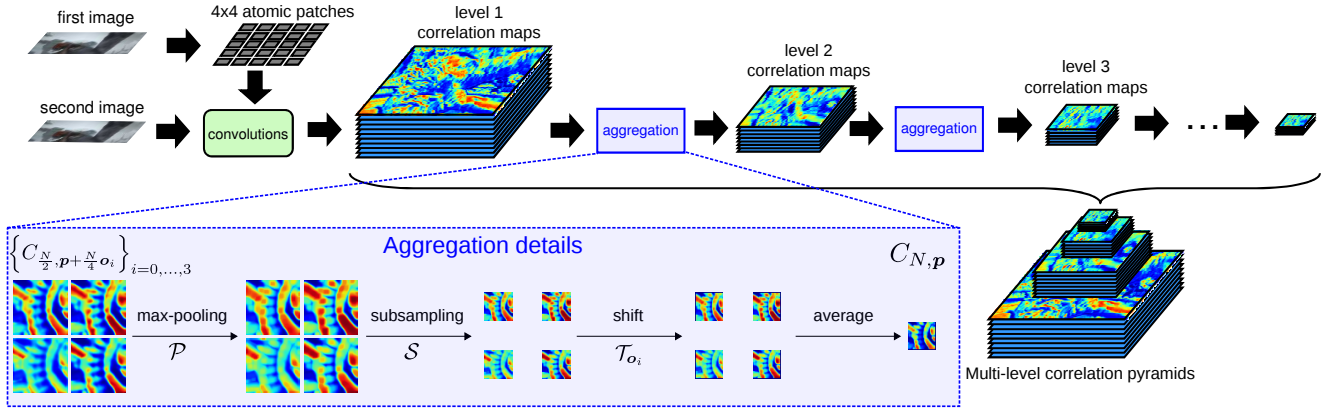 first image
4x4 atomic patches
level 1
correlation maps
level 2
correlation maps
level 3
correlation maps
second image
convolutions
aggregation
aggregation
...
Aggregation details
{C_{N/2, p+N/4 o_i}}_{i=0,...,3}
C_{N,p}
max-pooling
P
subsampling
S
shift
T_{o_i}
average
Multi-level correlation pyramids